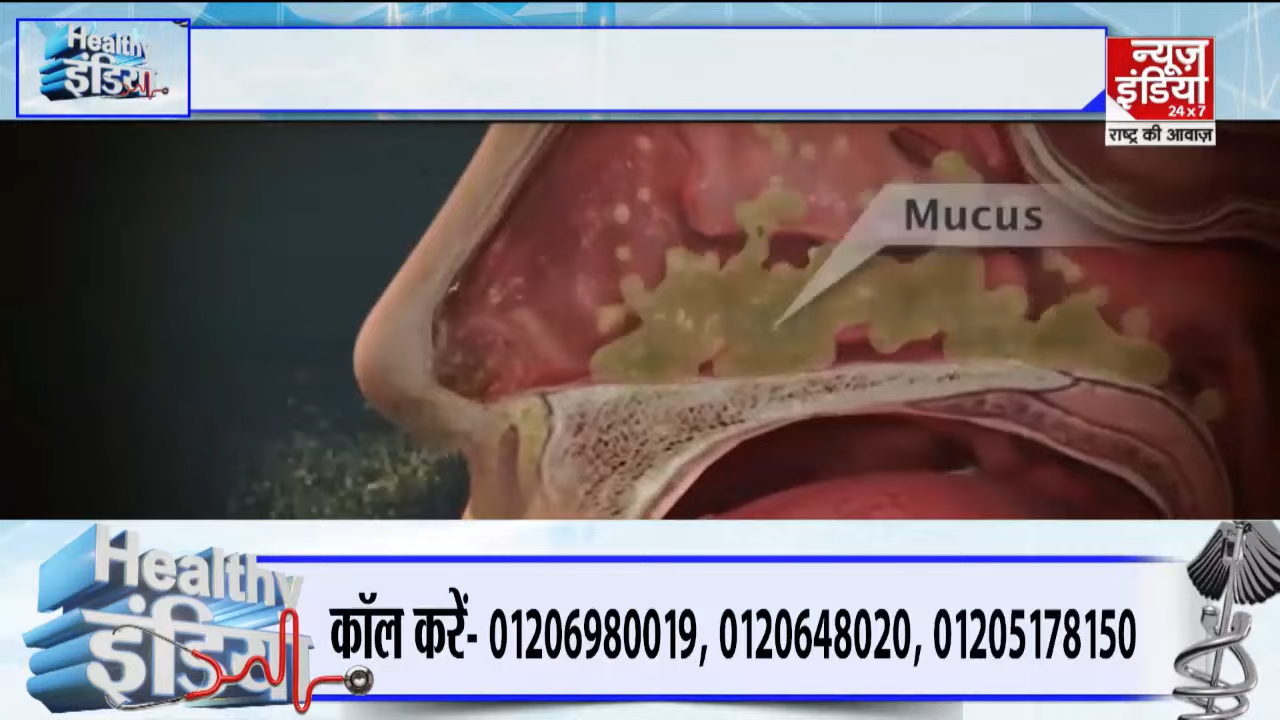 Healthy
इंडिया
न्यूज़
इंडिया
24x7
राष्ट्र की आवाज़
Mucus
Healthy
इंडिया
कॉल करें- 01206980019, 0120648020, 01205178150